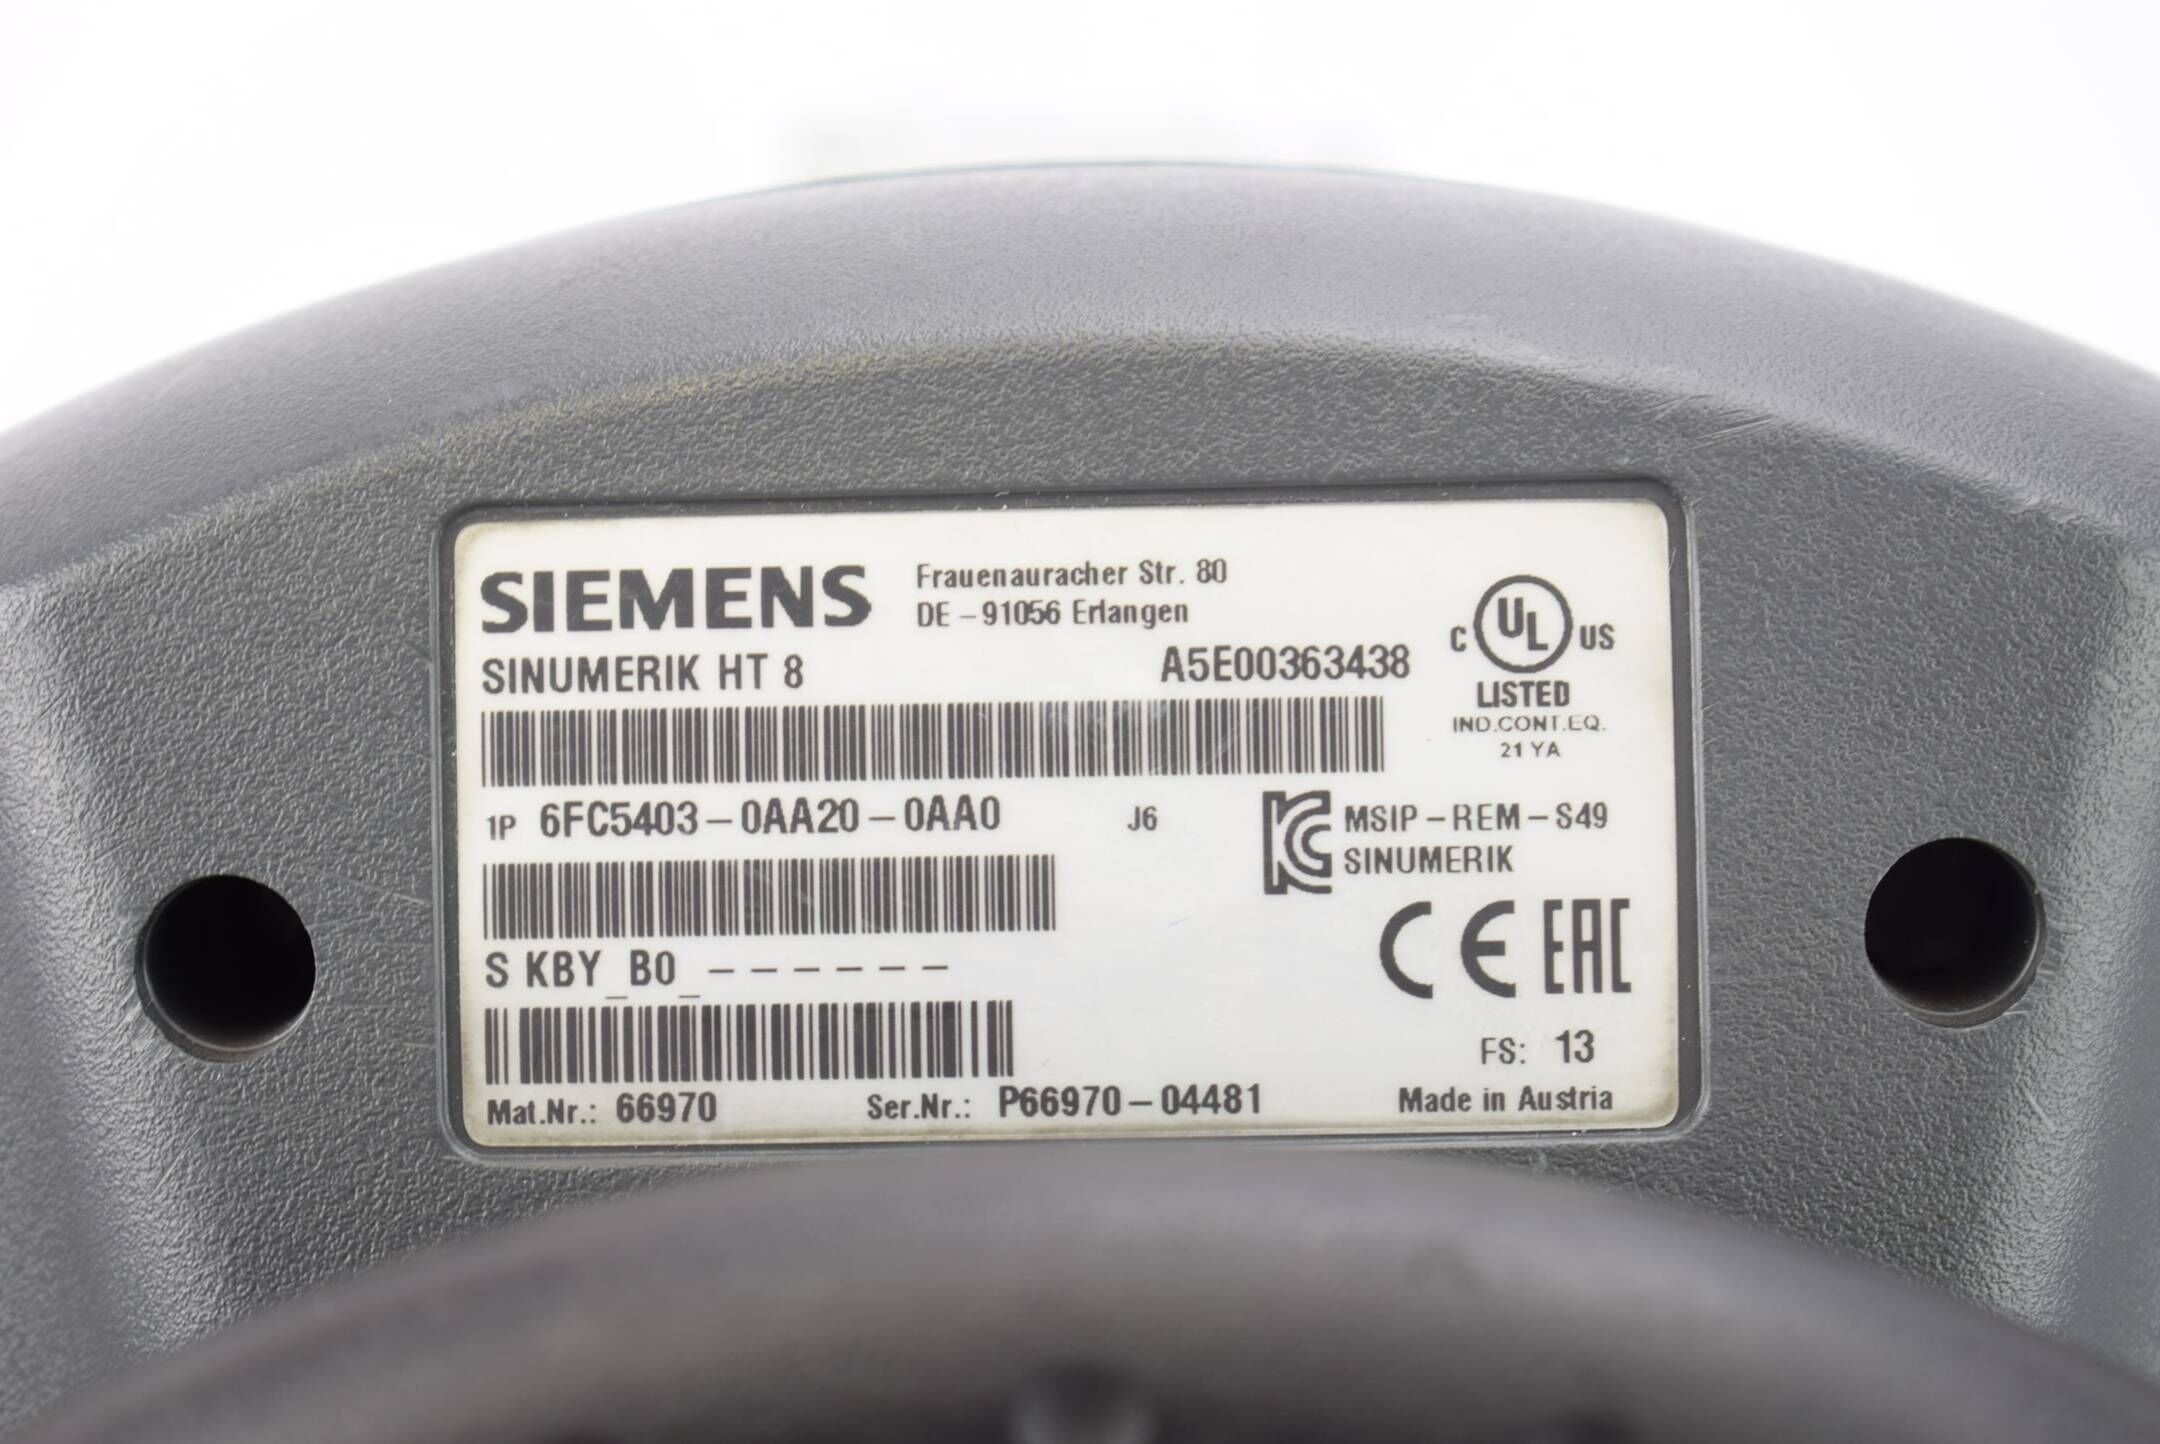 SIEMENS
Frauenauracher Str. 80
DE-91056 Erlangen
SINUMERIK HT 8
A5E00363438
C UL US
LISTED
IND.CONT.EQ.
21 YA
1P 6FC5403-0AA20-0AA0
J6
MSIP-REM-S49
SINUMERIK
S KBY_B0_------
CE EAC
FS: 13
Mat.Nr.: 66970
Ser.Nr.: P66970-04481
Made in Austria